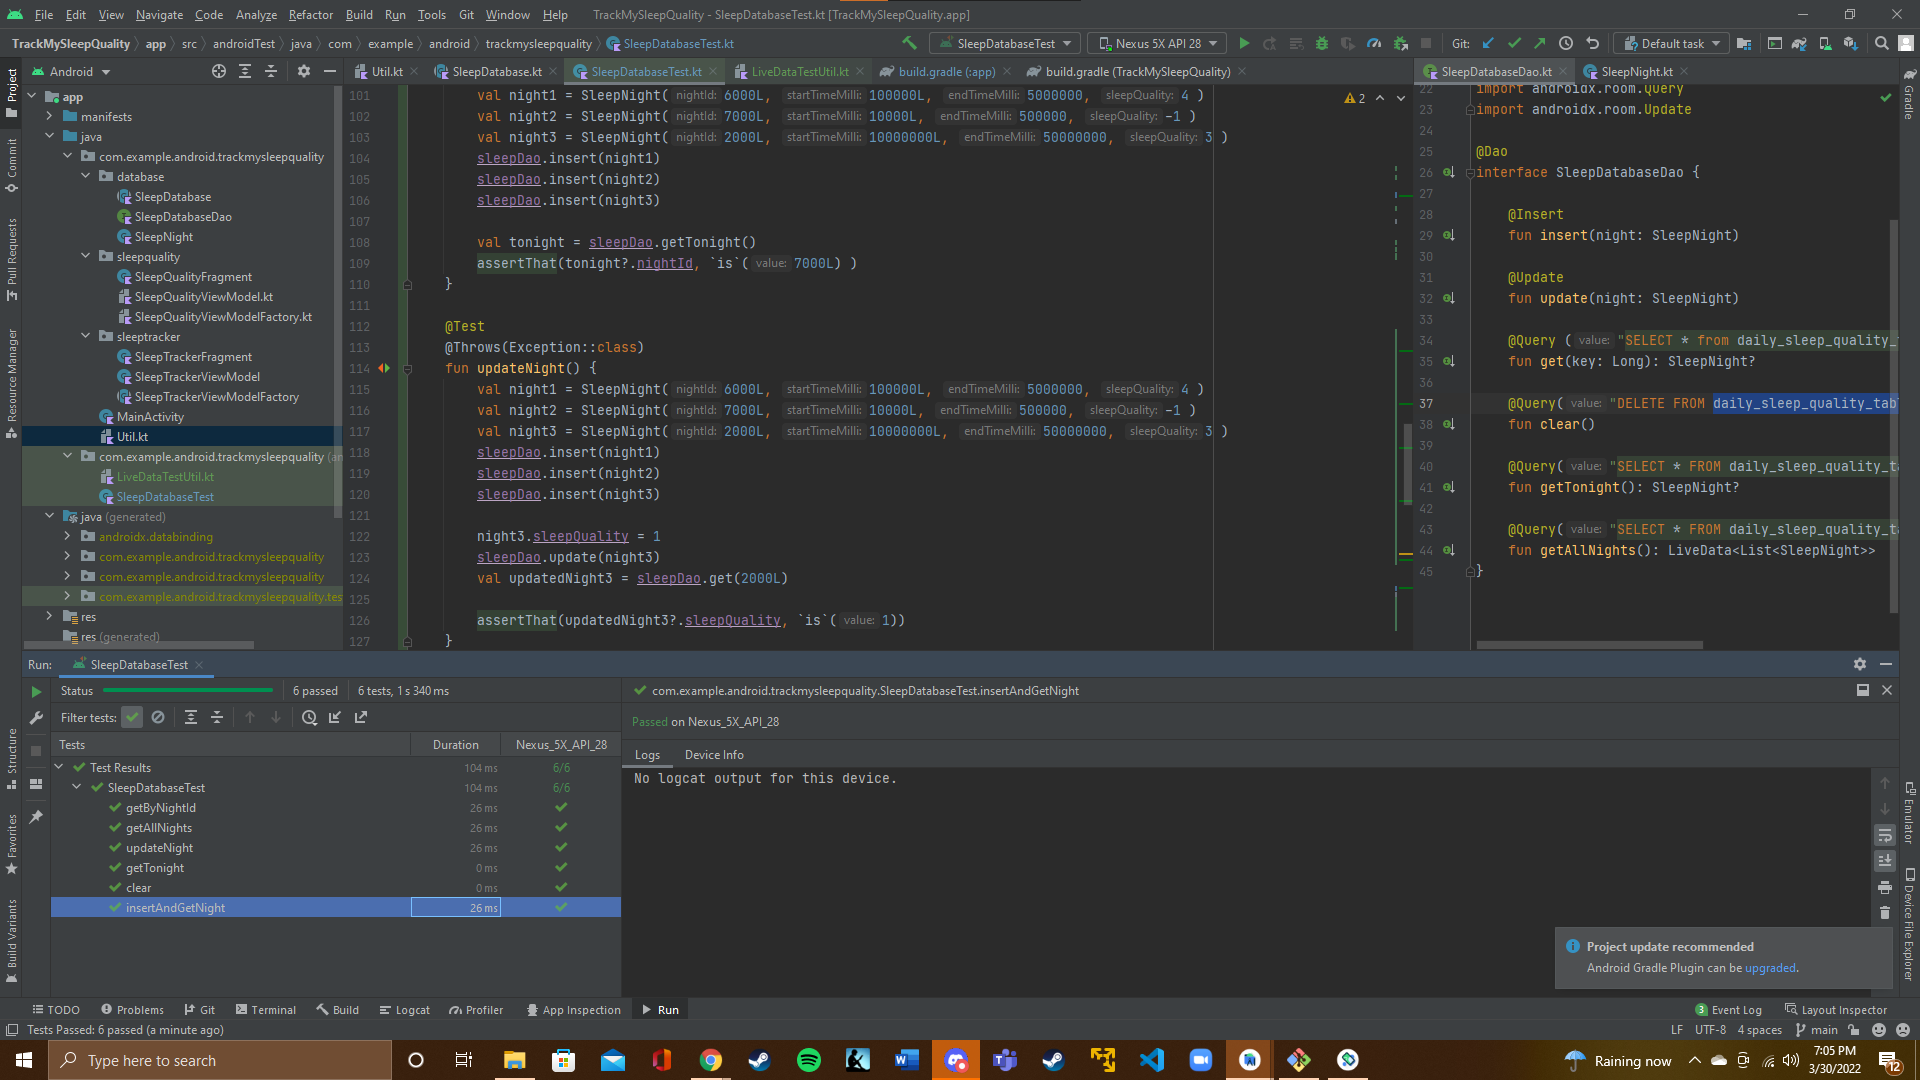 File Edit View Navigate Code Analyze Refactor Build Run Tools Git Window Help TrackMySleepQuality - SleepDatabaseTest.kt [TrackMySleepQuality.app]
TrackMySleepQuality app src androidTest java com example android trackmysleepquality SleepDatabaseTest.kt SleepDatabaseTest Nexus 5X API 28 Git: Default task
Android
Util.kt SleepDatabase.kt SleepDatabaseTest.kt LiveDataTestUtil.kt build.gradle (:app) build.gradle (TrackMySleepQuality) SleepDatabaseDao.kt SleepNight.kt
Project
Commit
Pull Requests
Resource Manager
Structure
Favorites
Build Variants
app
manifests
java
com.example.android.trackmysleepquality
database
SleepDatabase
SleepDatabaseDao
SleepNight
sleepquality
SleepQualityFragment
SleepQualityViewModel.kt
SleepQualityViewModelFactory.kt
sleeptracker
SleepTrackerFragment
SleepTrackerViewModel
SleepTrackerViewModelFactory
MainActivity
Util.kt
com.example.android.trackmysleepquality (an
LiveDataTestUtil.kt
SleepDatabaseTest
java (generated)
androidx.databinding
com.example.android.trackmysleepquality
com.example.android.trackmysleepquality
com.example.android.trackmysleepquality.tes
res
res (generated)
2
101 val night1 = SleepNight( nightId: 6000L, startTimeMilli: 100000L, endTimeMilli: 5000000, sleepQuality: 4 )
102 val night2 = SleepNight( nightId: 7000L, startTimeMilli: 10000L, endTimeMilli: 500000, sleepQuality: -1 )
103 val night3 = SleepNight( nightId: 2000L, startTimeMilli: 10000000L, endTimeMilli: 50000000, sleepQuality: 3 )
104 sleepDao.insert(night1)
105 sleepDao.insert(night2)
106 sleepDao.insert(night3)
107
108 val tonight = sleepDao.getTonight()
109 assertThat(tonight?.nightId, `is`( value: 7000L) )
110 }
111
112 @Test
113 @Throws(Exception::class)
114 fun updateNight() {
115 val night1 = SleepNight( nightId: 6000L, startTimeMilli: 100000L, endTimeMilli: 5000000, sleepQuality: 4 )
116 val night2 = SleepNight( nightId: 7000L, startTimeMilli: 10000L, endTimeMilli: 500000, sleepQuality: -1 )
117 val night3 = SleepNight( nightId: 2000L, startTimeMilli: 10000000L, endTimeMilli: 50000000, sleepQuality: 3 )
118 sleepDao.insert(night1)
119 sleepDao.insert(night2)
120 sleepDao.insert(night3)
121
122 night3.sleepQuality = 1
123 sleepDao.update(night3)
124 val updatedNight3 = sleepDao.get(2000L)
125
126 assertThat(updatedNight3?.sleepQuality, `is`( value: 1))
127 }
22 import androidx.room.Query
23 import androidx.room.Update
24
25 @Dao
26 interface SleepDatabaseDao {
27
28 @Insert
29 fun insert(night: SleepNight)
30
31 @Update
32 fun update(night: SleepNight)
33
34 @Query ( value: "SELECT * from daily_sleep_quality_
35 fun get(key: Long): SleepNight?
36
37 @Query( value: "DELETE FROM daily_sleep_quality_tab
38 fun clear()
39
40 @Query( value: "SELECT * FROM daily_sleep_quality_ta
41 fun getTonight(): SleepNight?
42
43 @Query( value: "SELECT * FROM daily_sleep_quality_ta
44 fun getAllNights(): LiveData<List<SleepNight>>
45 }
Gradle
Emulator
Device File Explorer
Run: SleepDatabaseTest
Status 6 passed 6 tests, 1 s 340 ms
Filter tests:
Tests Duration Nexus_5X_API_28
Test Results 104 ms 6/6
SleepDatabaseTest 104 ms 6/6
getByNightId 26 ms
getAllNights 26 ms
updateNight 26 ms
getTonight 0 ms
clear 0 ms
insertAndGetNight 26 ms
com.example.android.trackmysleepquality.SleepDatabaseTest.insertAndGetNight
Passed on Nexus_5X_API_28
Logs Device Info
No logcat output for this device.
Project update recommended
Android Gradle Plugin can be upgraded.
TODO Problems Git Terminal Build Logcat Profiler App Inspection Run 3 Event Log Layout Inspector
Tests Passed: 6 passed (a minute ago) LF UTF-8 4 spaces main
Type here to search
Raining now
7:05 PM
3/30/2022
12